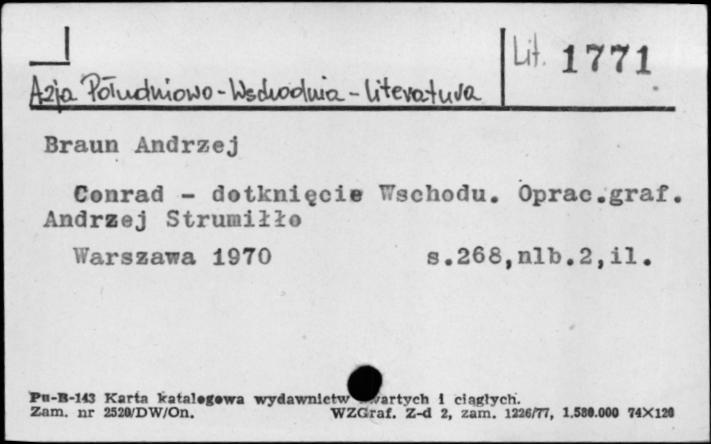 Lit. 1771
Azja Południowo-Wschodnia - literatura
Braun Andrzej
Conrad - dotknięcie Wschodu. Oprac.graf.
Andrzej Strumiłło
Warszawa 1970 s.268,nlb.2,il.
Pu-B-143 Karta katalogowa wydawnictw zwartych i ciągłych.
Zam. nr 2520/DW/On. WZGraf. Z-d 2, zam. 1226/77, 1.580.000 74X120